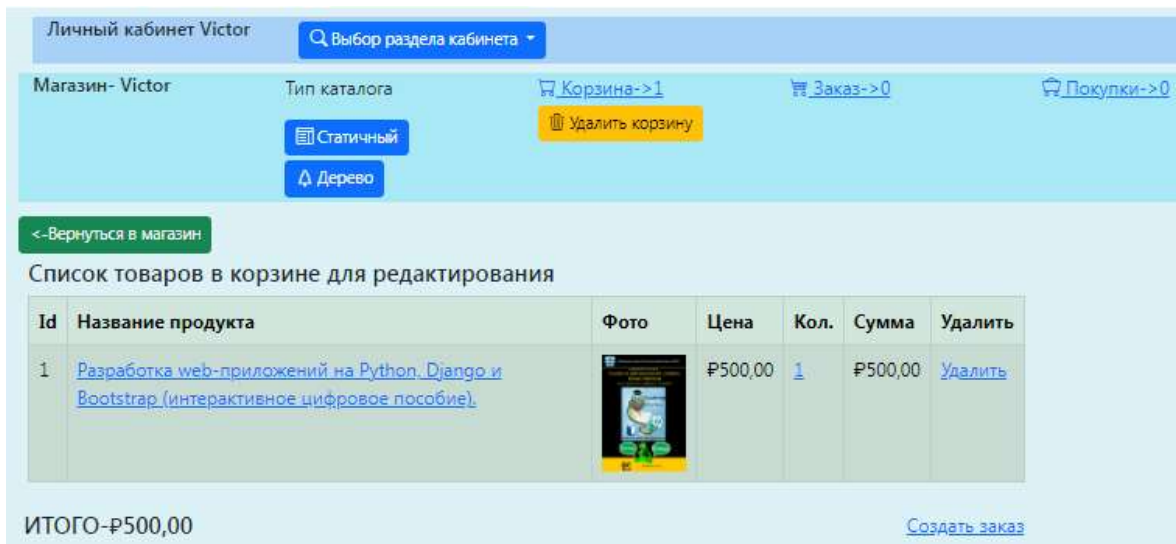 Личный кабинет Victor
Выбор раздела кабинета
Магазин- Victor
Тип каталога
Корзина->1
Заказ->0
Покупки->0
Удалить корзину
Статичный
Дерево
<-Вернуться в магазин
Список товаров в корзине для редактирования
Id Название продукта Фото Цена Кол. Сумма Удалить
1 Разработка web-приложений на Python, Django и ₽500,00 1 ₽500,00 Удалить
Bootstrap (интерактивное цифровое пособие).
ИТОГО-₽500,00
Создать заказ